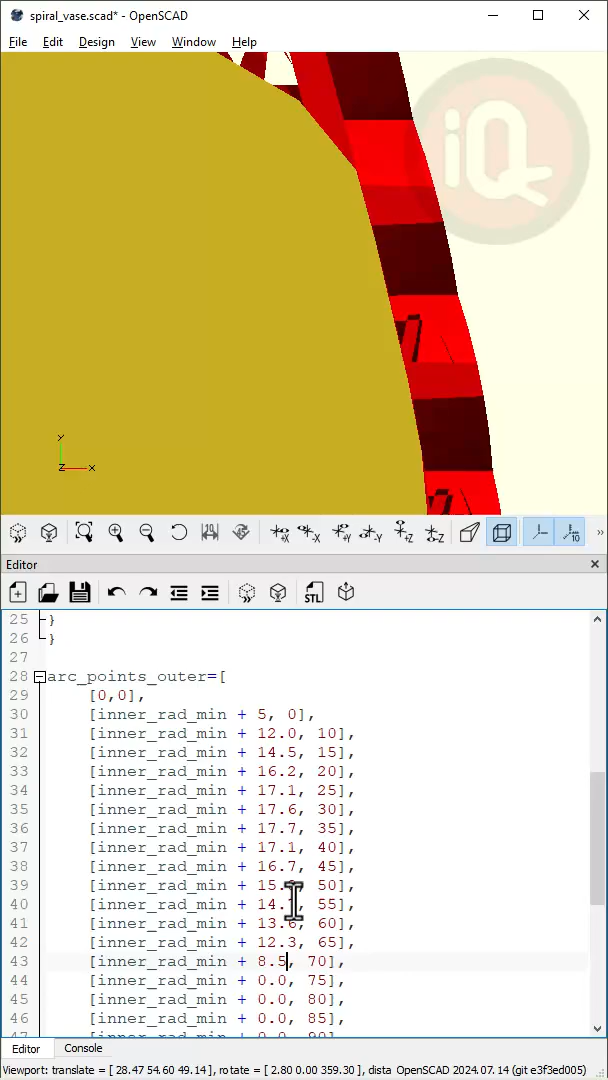 spiral_vase.scad* - OpenSCAD
File Edit Design View Window Help
iQ
Y
Z X
Editor
25 }
26 }
27
28 arc_points_outer=[
29 [0,0],
30 [inner_rad_min + 5, 0],
31 [inner_rad_min + 12.0, 10],
32 [inner_rad_min + 14.5, 15],
33 [inner_rad_min + 16.2, 20],
34 [inner_rad_min + 17.1, 25],
35 [inner_rad_min + 17.6, 30],
36 [inner_rad_min + 17.7, 35],
37 [inner_rad_min + 17.1, 40],
38 [inner_rad_min + 16.7, 45],
39 [inner_rad_min + 50],
40 [inner_rad_min + 55],
41 [inner_rad_min + 13.6, 60],
42 [inner_rad_min + 12.3, 65],
43 [inner_rad_min + 8.5, 70],
44 [inner_rad_min + 0.0, 75],
45 [inner_rad_min + 0.0, 80],
46 [inner_rad_min + 0.0, 85],
47 [inner_rad_min + 0.0, 90],
Editor Console
Viewport: translate = [ 28.47 54.60 49.14 ], rotate = [ 2.80 0.00 359.30 ], dista OpenSCAD 2024.07.14 (git e3f3ed005)